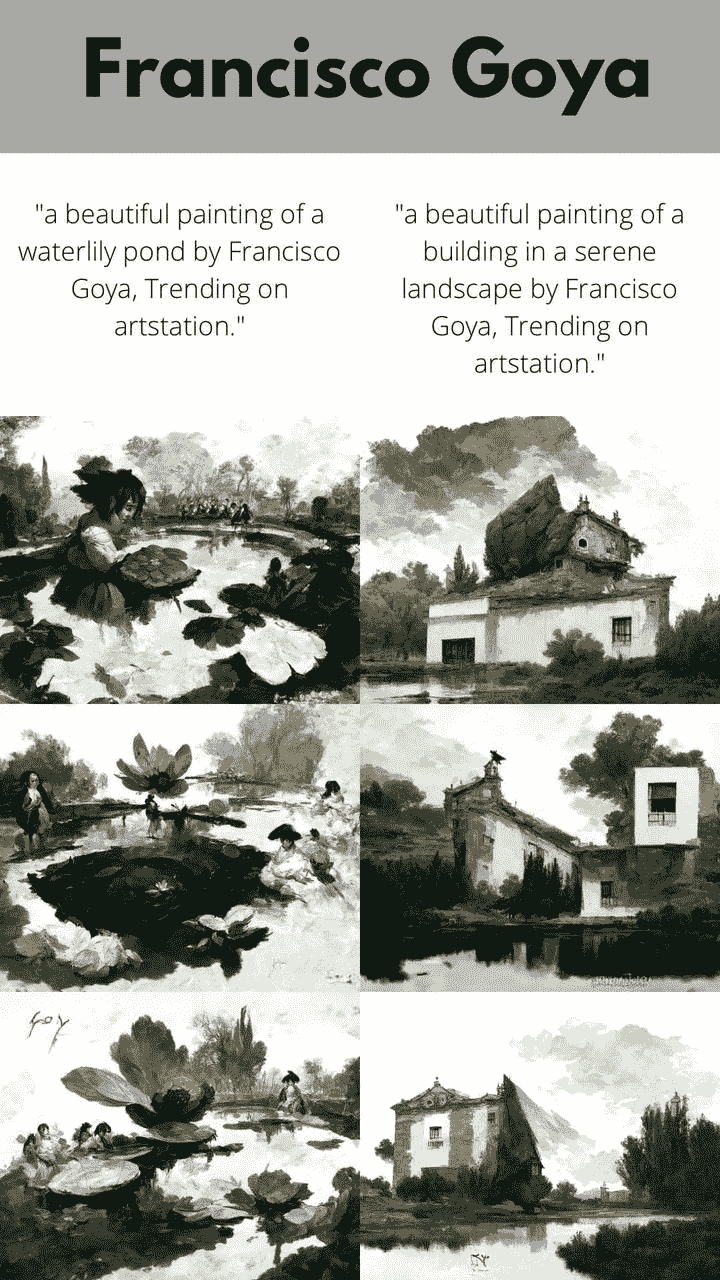 Francisco Goya
"a beautiful painting of a
waterlily pond by Francisco
Goya, Trending on
artstation."
"a beautiful painting of a
building in a serene
landscape by Francisco
Goya, Trending on
artstation."